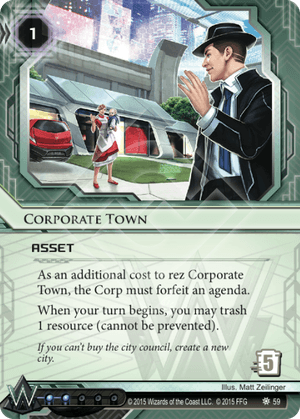 1
CORPORATE TOWN
ASSET
As an additional cost to rez Corporate
Town, the Corp must forfeit an agenda.
When your turn begins, you may trash
1 resource (cannot be prevented).
If you can't buy the city council, create a new
city.
5
Illus. Matt Zeilinger
© 2015 Wizards of the Coast LLC. © 2015 FFG 59